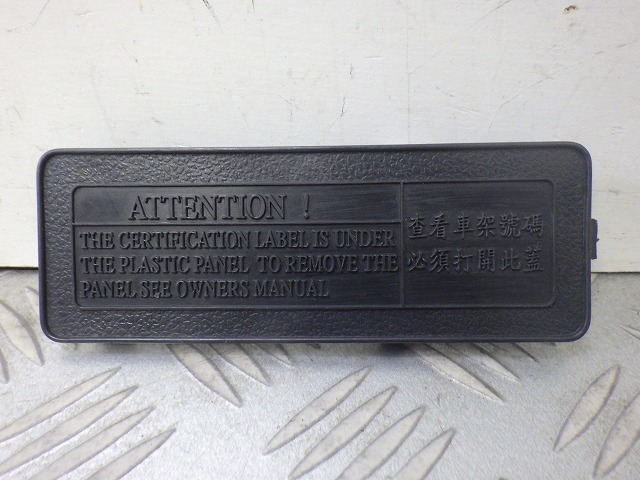 ATTENTION !
THE CERTIFICATION LABEL IS UNDER
THE PLASTIC PANEL TO REMOVE THE
PANEL SEE OWNERS MANUAL
查看車架號碼
必須打開此蓋